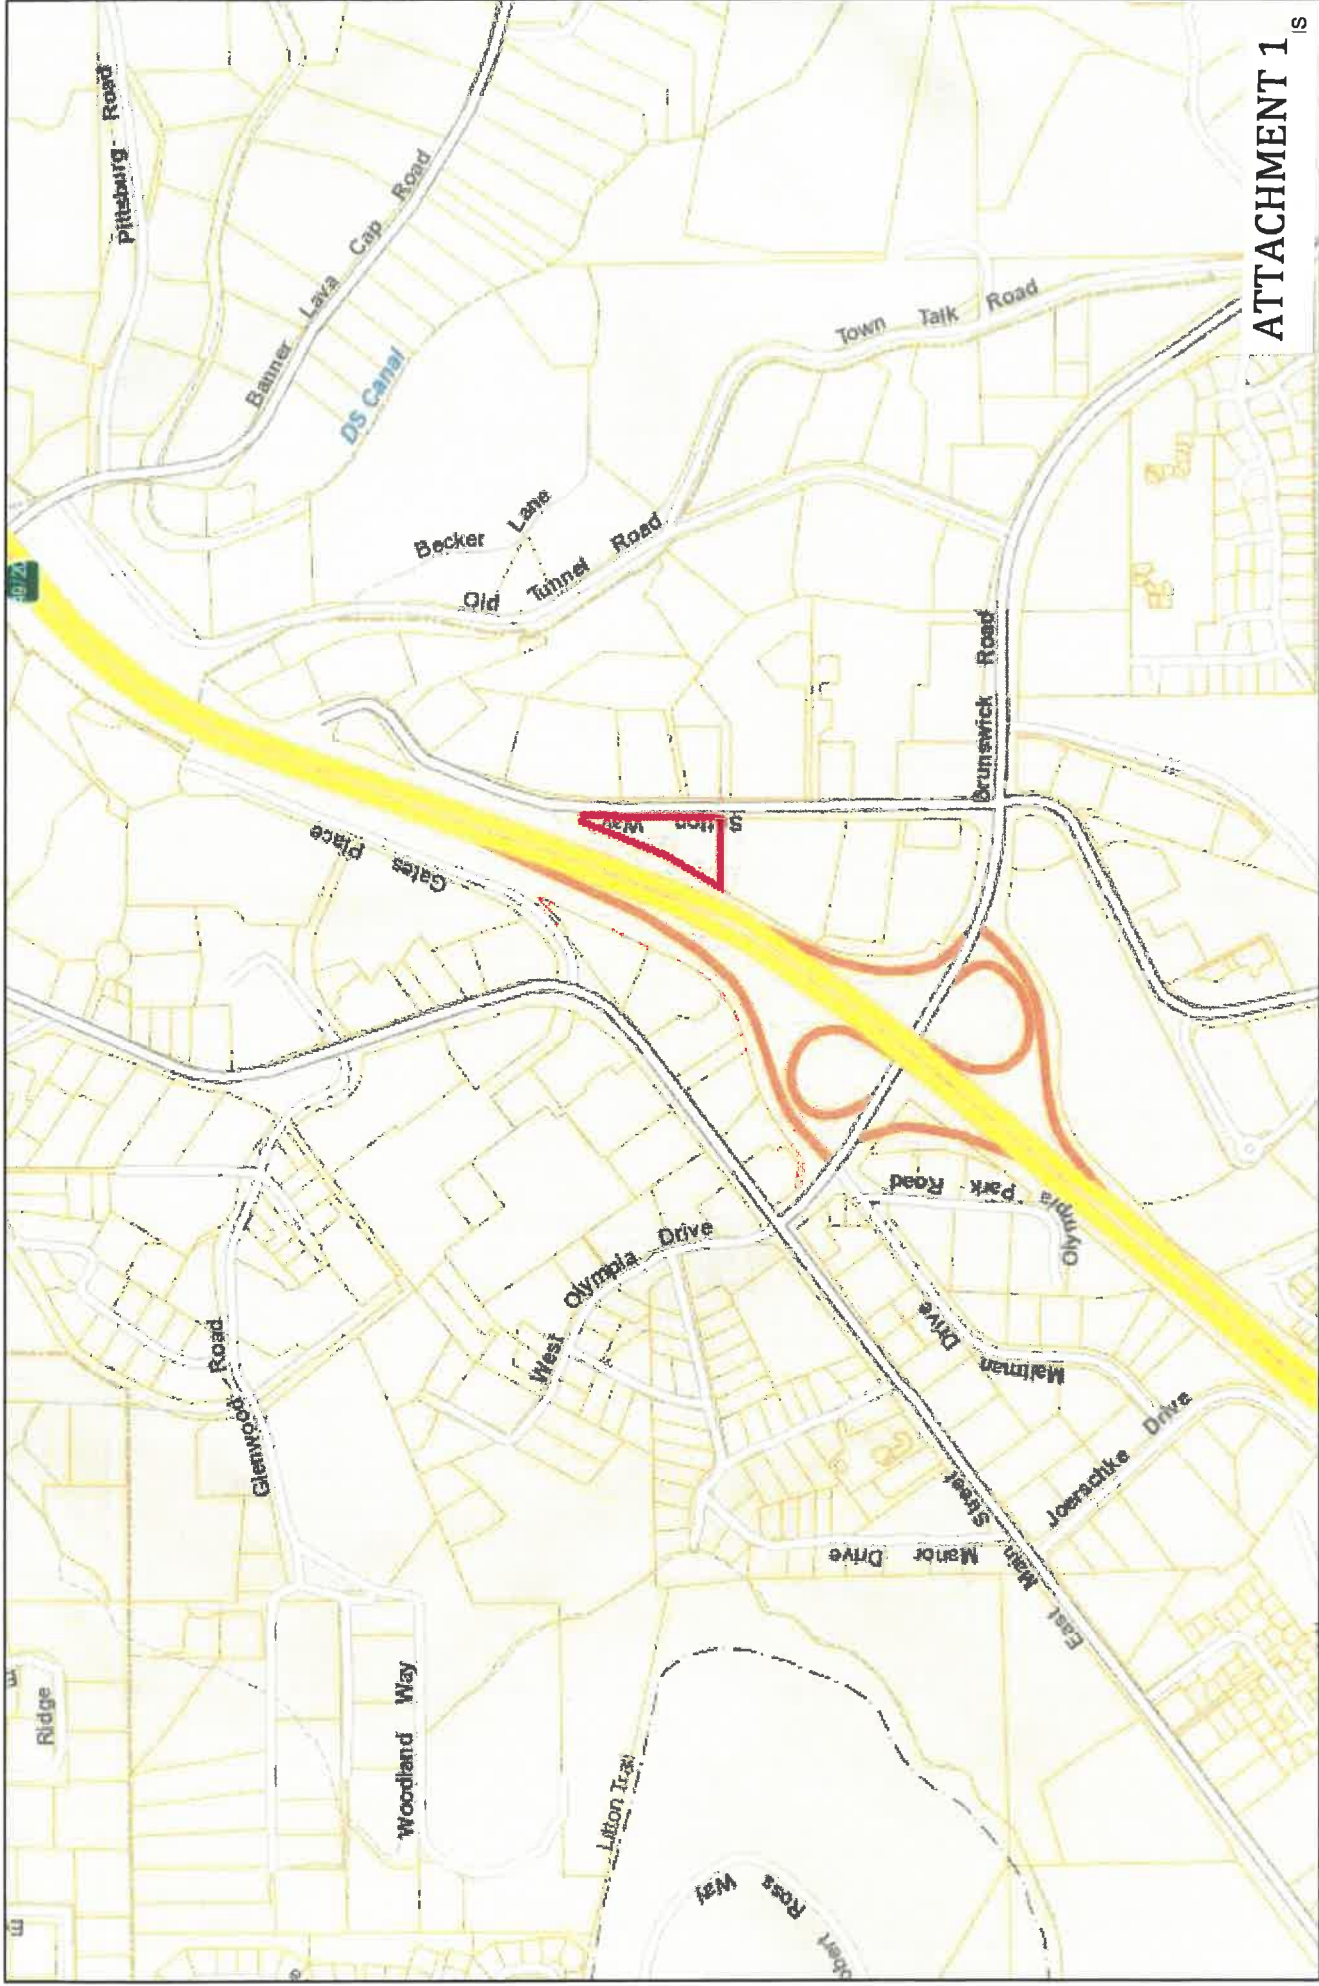 Pittsburg Road
Banner Lava Cap Road
DS Canal
Becker Lane
Old Tunnel Road
Town Talk Road
Brunswick Road
Gates Place
Sutton Way
Glenwood Road
West Olympia Drive
Olympia Park Road
Maltman Drive
Joerschke Drive
East Main Street
Manor Drive
Woodland Way
Litton Trail
Ross Way
Ridge
ATTACHMENT 1